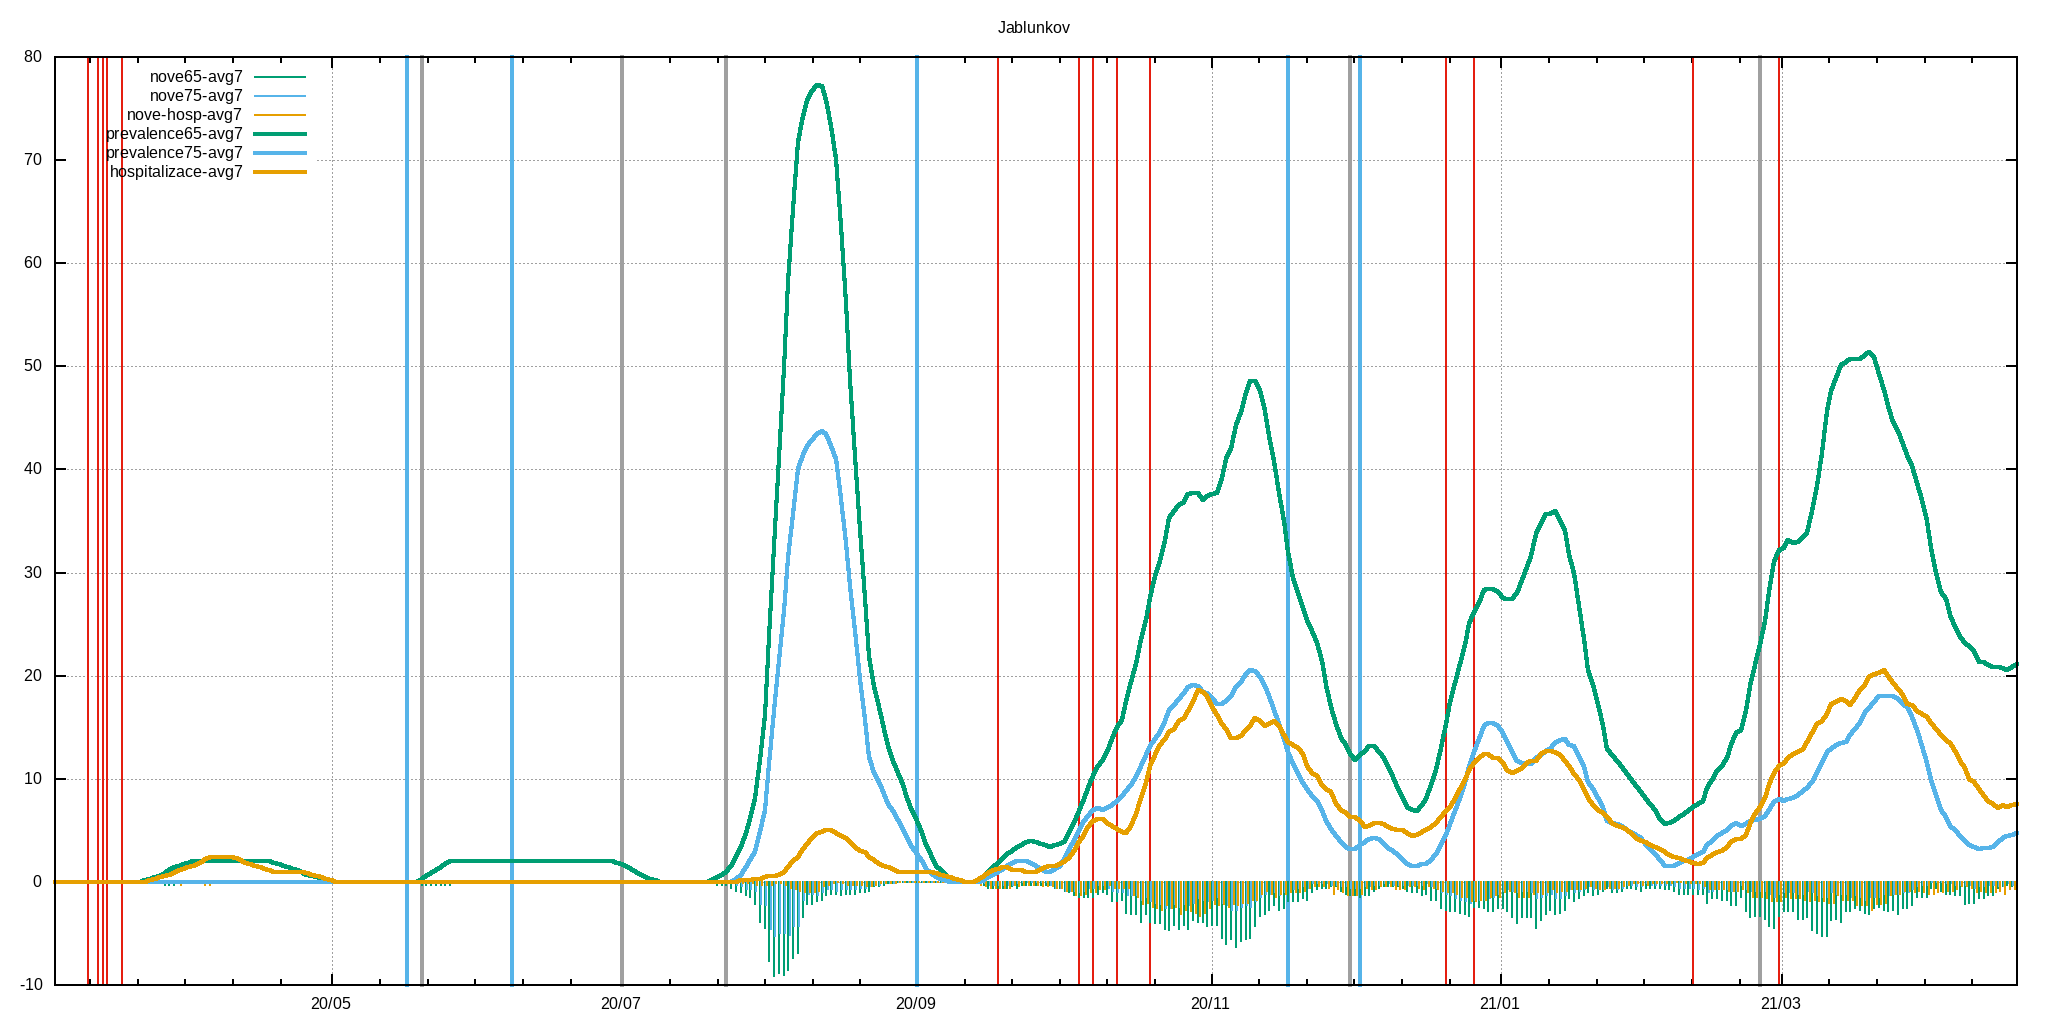 Jablunkov
80
nove65-avg7
nove75-avg7
nove-hosp-avg7
prevalence65-avg7
prevalence75-avg7
hospitalizace-avg7
70
60
50
40
30
20
10
0
-10
20/05 20/07 20/09 20/11 21/01 21/03